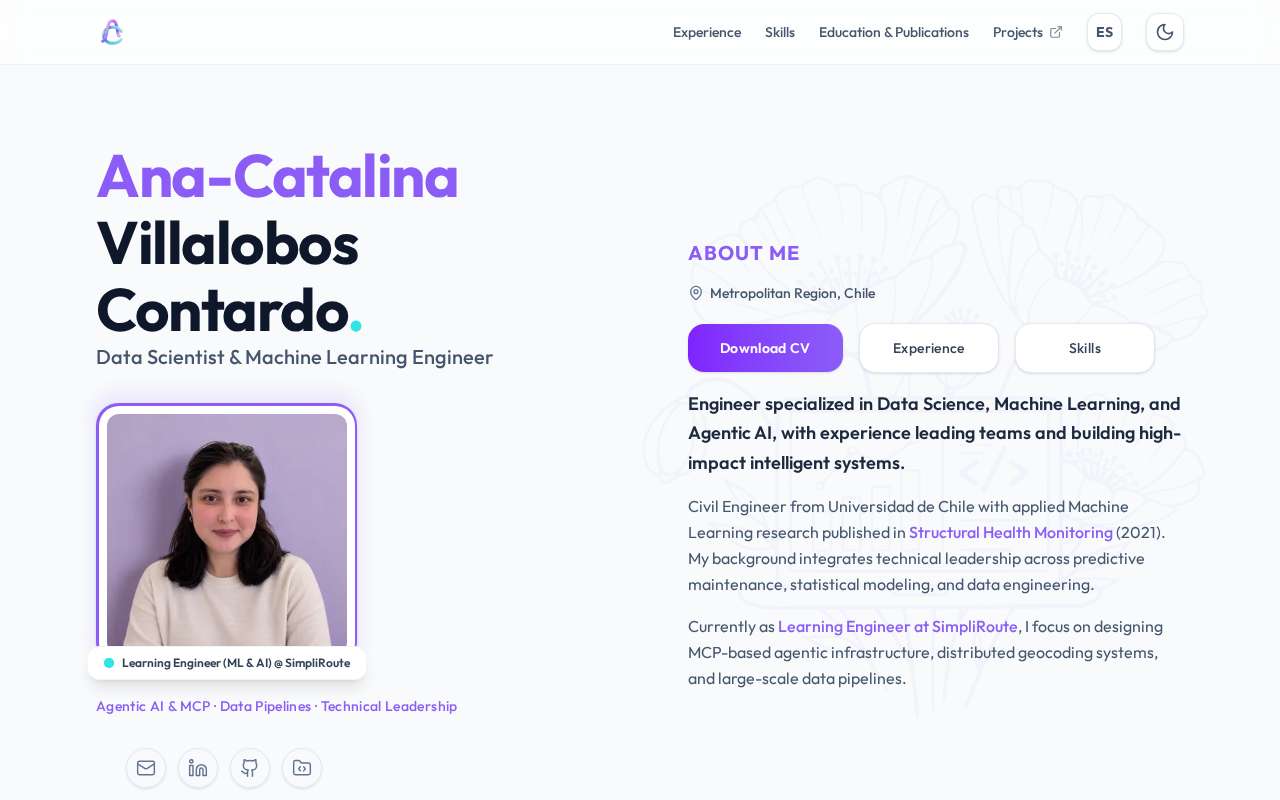 Experience
Skills
Education & Publications
Projects
ES
Ana-Catalina
Villalobos
Contardo.
Data Scientist & Machine Learning Engineer
Learning Engineer (ML & AI) @ SimpliRoute
Agentic AI & MCP · Data Pipelines · Technical Leadership
ABOUT ME
Metropolitan Region, Chile
Download CV
Experience
Skills
Engineer specialized in Data Science, Machine Learning, and
Agentic AI, with experience leading teams and building high-
impact intelligent systems.
Civil Engineer from Universidad de Chile with applied Machine
Learning research published in Structural Health Monitoring (2021).
My background integrates technical leadership across predictive
maintenance, statistical modeling, and data engineering.
Currently as Learning Engineer at SimpliRoute, I focus on designing
MCP-based agentic infrastructure, distributed geocoding systems,
and large-scale data pipelines.